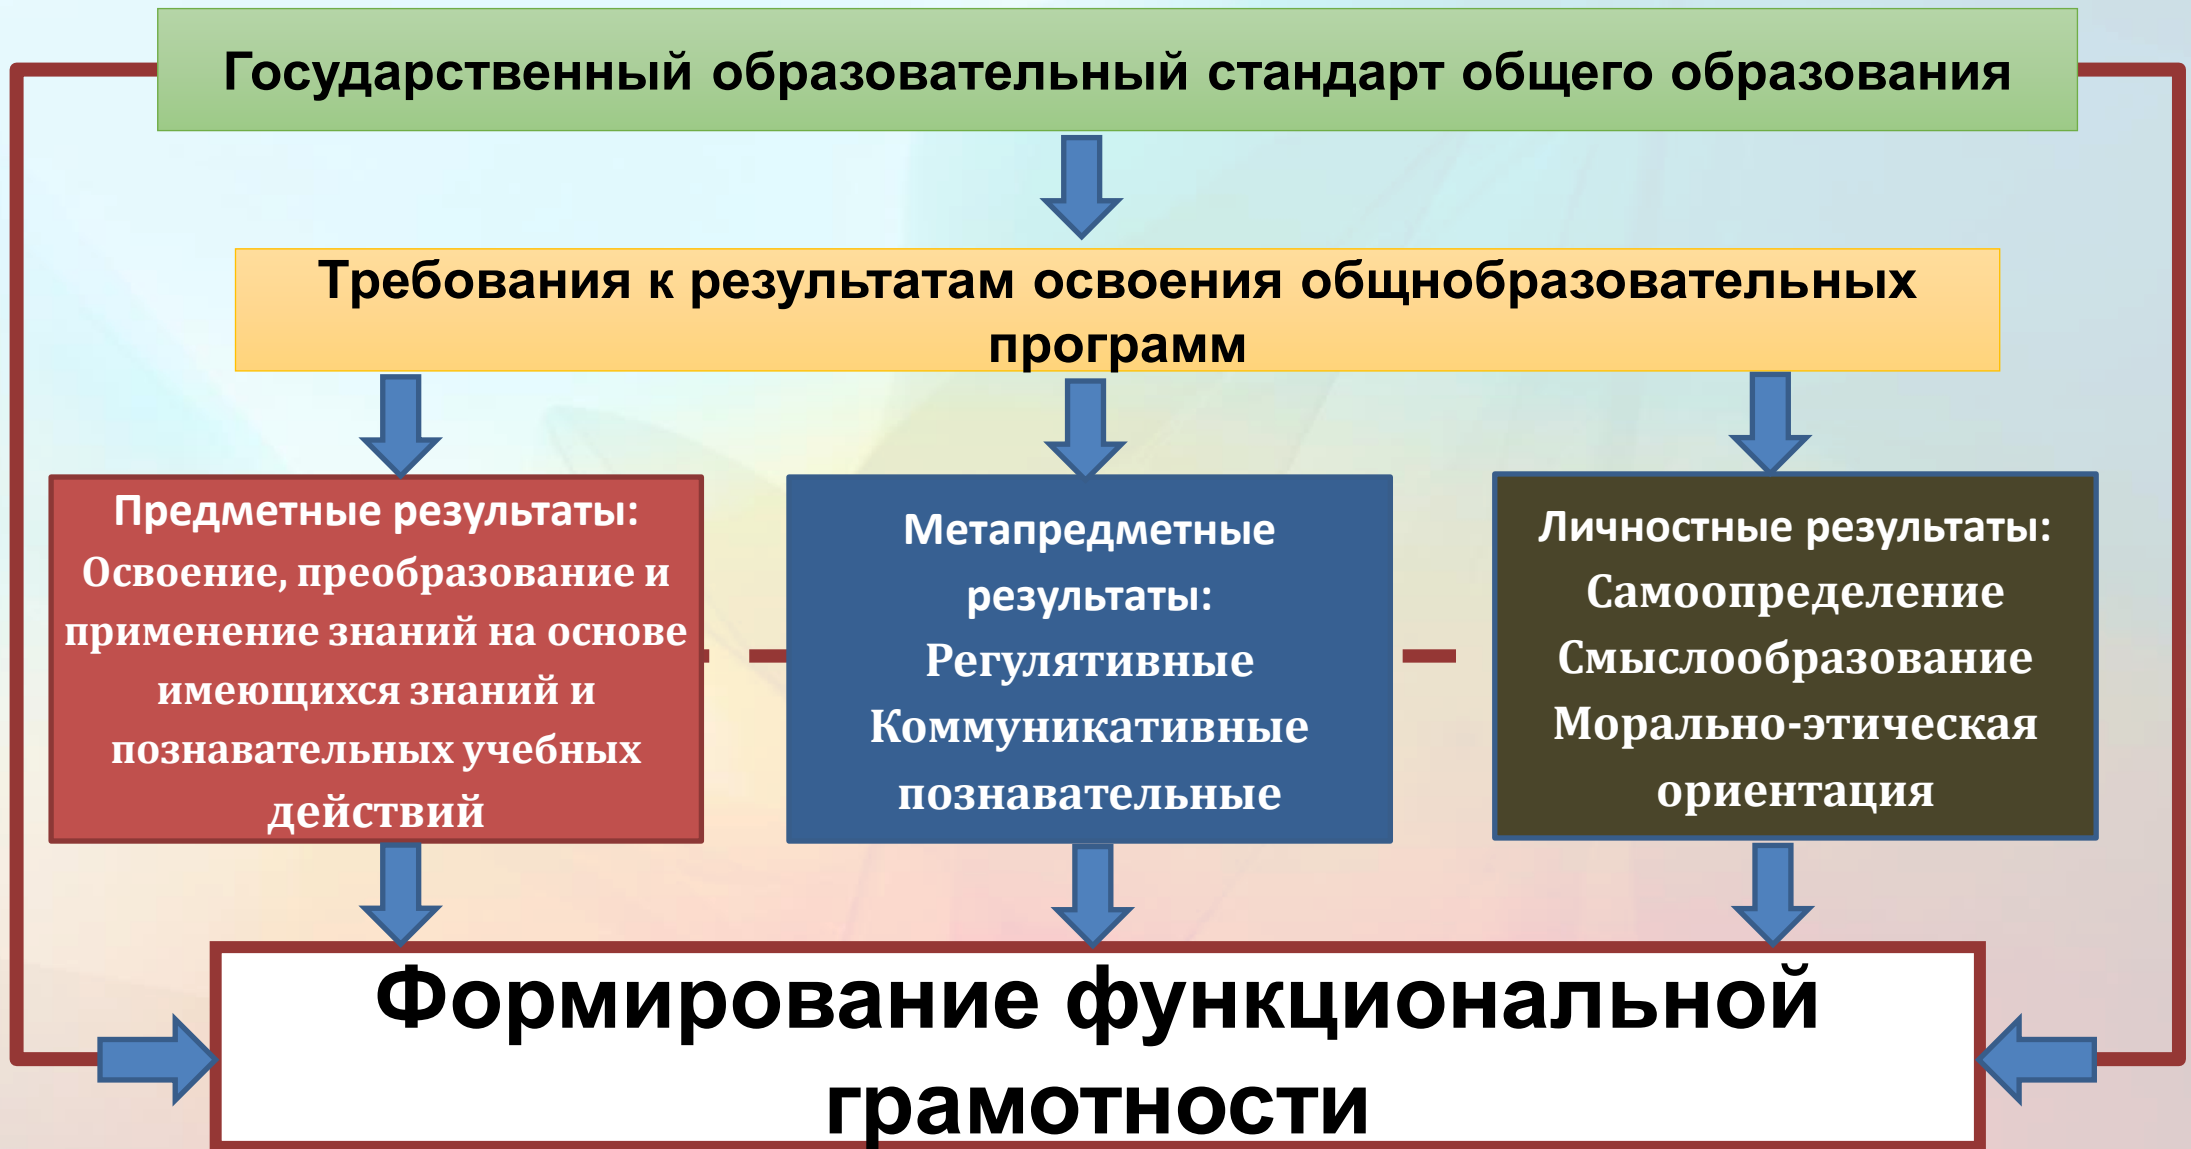 Государственный образовательный стандарт общего образования
Требования к результатам освоения общнобразовательных
программ
Предметные результаты:
Освоение, преобразование и
применение знаний на основе
имеющихся знаний и
познавательных учебных
действий
Метапредметные
результаты:
Регулятивные
Коммуникативные
познавательные
Личностные результаты:
Самоопределение
Смыслообразование
Морально-этическая
ориентация
Формирование функциональной
грамотности